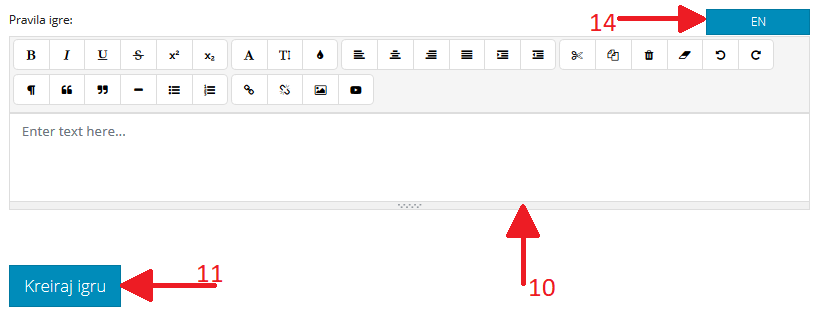 Pravila igre:
14
EN
B I U S x² x₂ A T
Enter text here...
10
11
Kreiraj igru